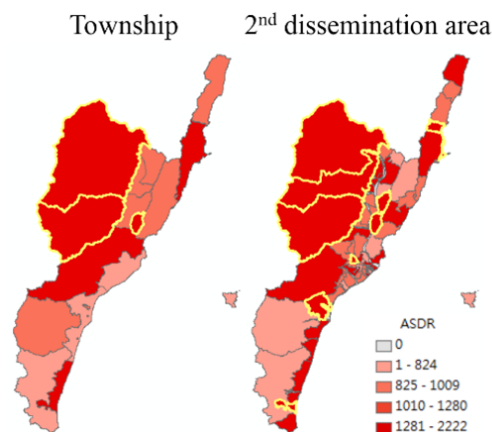 Township
2nd dissemination area
ASDR
0
1 - 824
825 - 1009
1010 - 1280
1281 - 2222